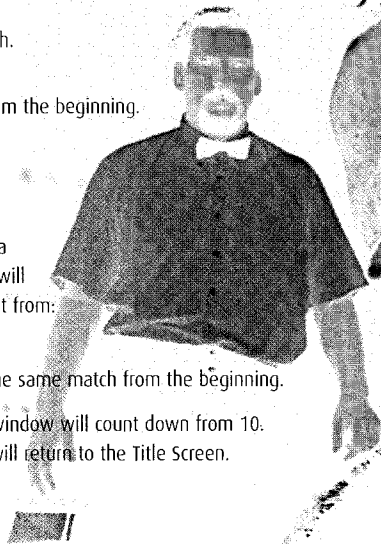 h.
m the beginning.
a
will
t from:
e same match from the beginning.
window will count down from 10.
will return to the Title Screen.